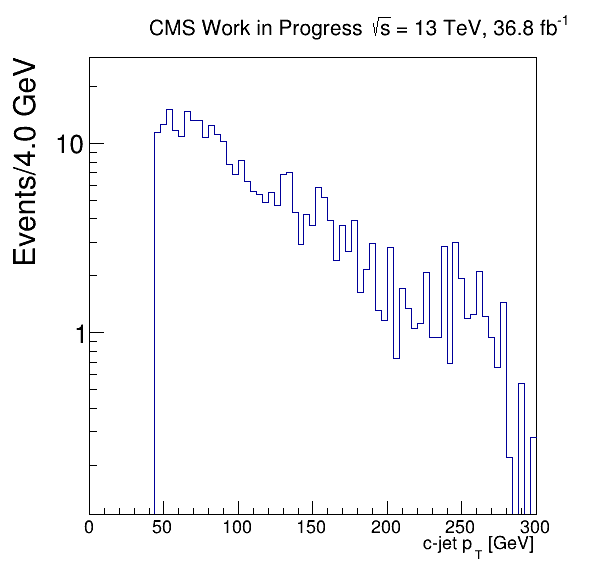 CMS Work in Progress √s = 13 TeV, 36.8 fb⁻¹
Events/4.0 GeV
10
1
0 50 100 150 200 250 300
c-jet p_T [GeV]